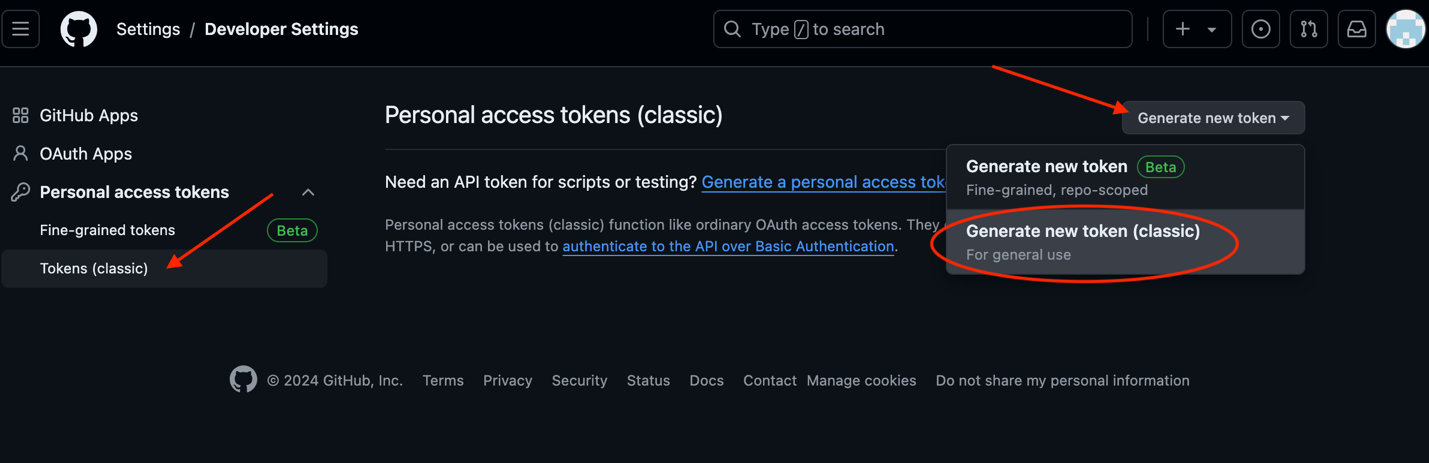 Settings / Developer Settings
Type / to search
GitHub Apps
OAuth Apps
Personal access tokens
Fine-grained tokens Beta
Tokens (classic)
Personal access tokens (classic)
Generate new token
Need an API token for scripts or testing? Generate a personal access
Personal access tokens (classic) function like ordinary OAuth access tokens. They
HTTPS, or can be used to authenticate to the API over Basic Authentication.
Generate new token Beta
Fine-grained, repo-scoped
Generate new token (classic)
For general use
© 2024 GitHub, Inc. Terms Privacy Security Status Docs Contact Manage cookies Do not share my personal information